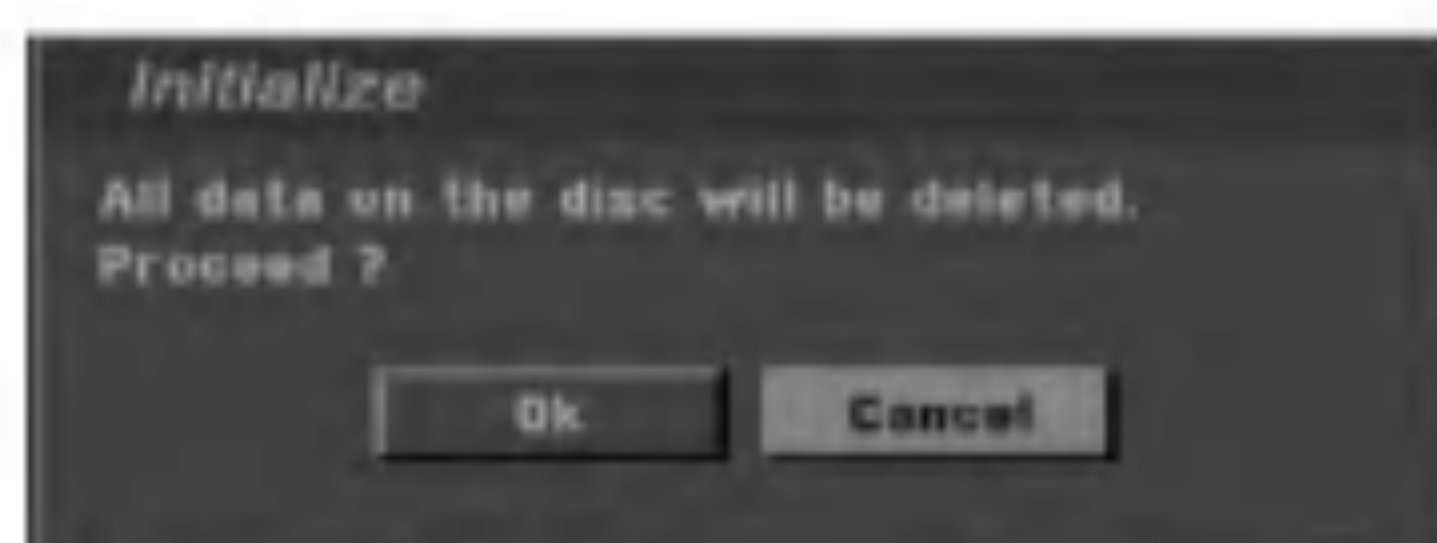 Initialize
All data on the disc will be deleted.
Proceed ?
Ok
Cancel